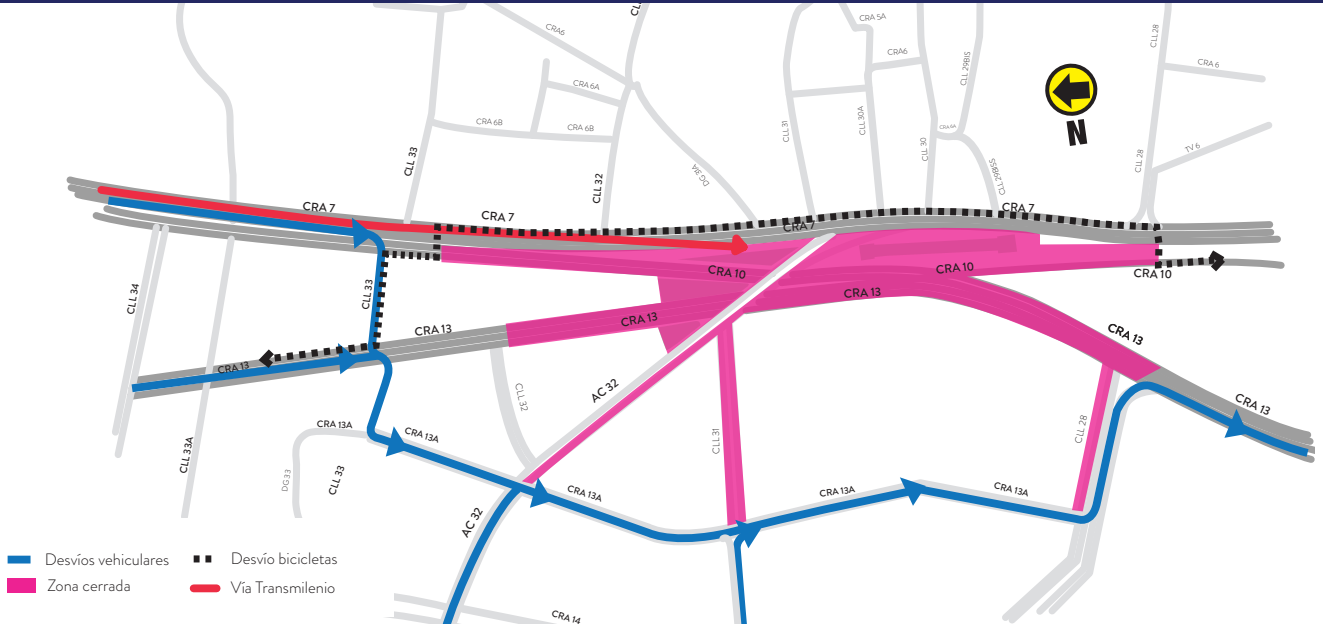 CLL
CRA6
CRA 5A
CLL 28
CRA6
CLL 29BIS
CRA 6
CRA 6A
CLL 30A
CRA 6B
CRA 6B
CLL 31
CRA 5A
N
CLL 33
CLL 30
TV 6
CLL 28
CLL 32
DG 31A
CLL 29BISS
CRA 7
CRA 7
CRA 7
CRA 7
CRA 10
CRA 10
CRA 10
CLL 34
CLL 33
CRA 13
CRA 13
CRA 13
CRA 13
CRA 13
AC 32
CLL 32
CRA 13
CRA 13A
CRA 13A
CLL 31
CLL 28
CLL 33A
DG33
CLL 33
CRA 13A
CRA 13A
CRA 13A
AC 32
Desvíos vehiculares
Desvío bicicletas
Zona cerrada
Vía Transmilenio
CRA 14